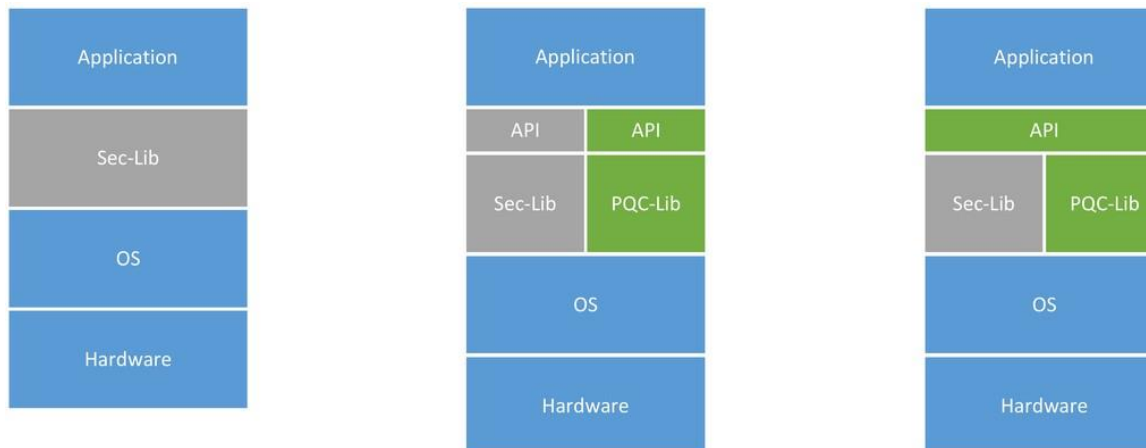 Application
Sec-Lib
OS
Hardware
Application
API API
Sec-Lib PQC-Lib
OS
Hardware
Application
API
Sec-Lib PQC-Lib
OS
Hardware